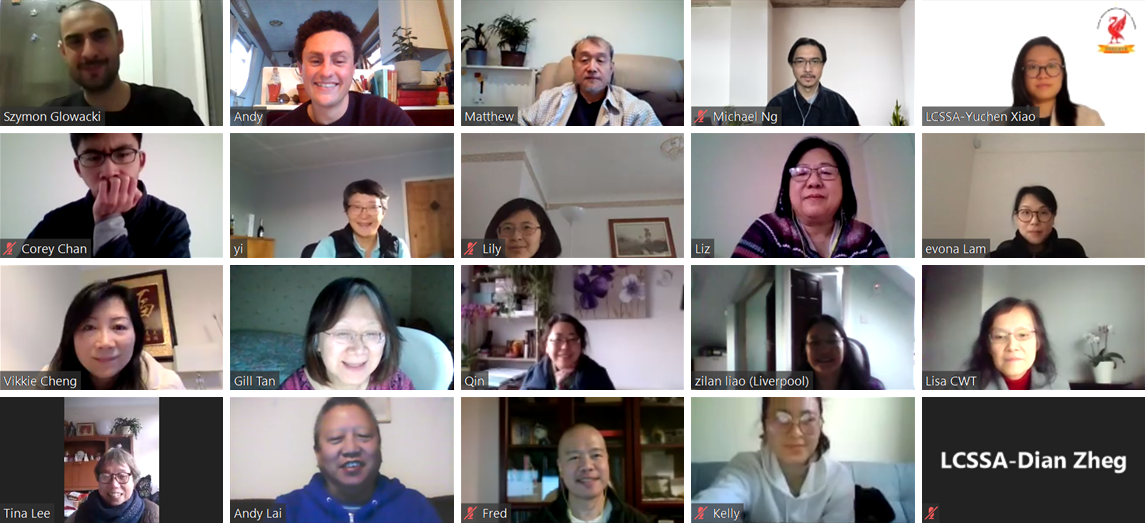 Szymon Glowacki
Andy
Matthew
Michael Ng
LCSSA-Yuchen Xiao
Corey Chan
yi
Lily
Liz
evona Lam
Vikkie Cheng
Gill Tan
Qin
zilan liao (Liverpool)
Lisa CWT
Tina Lee
Andy Lai
Fred
Kelly
LCSSA-Dian Zheg